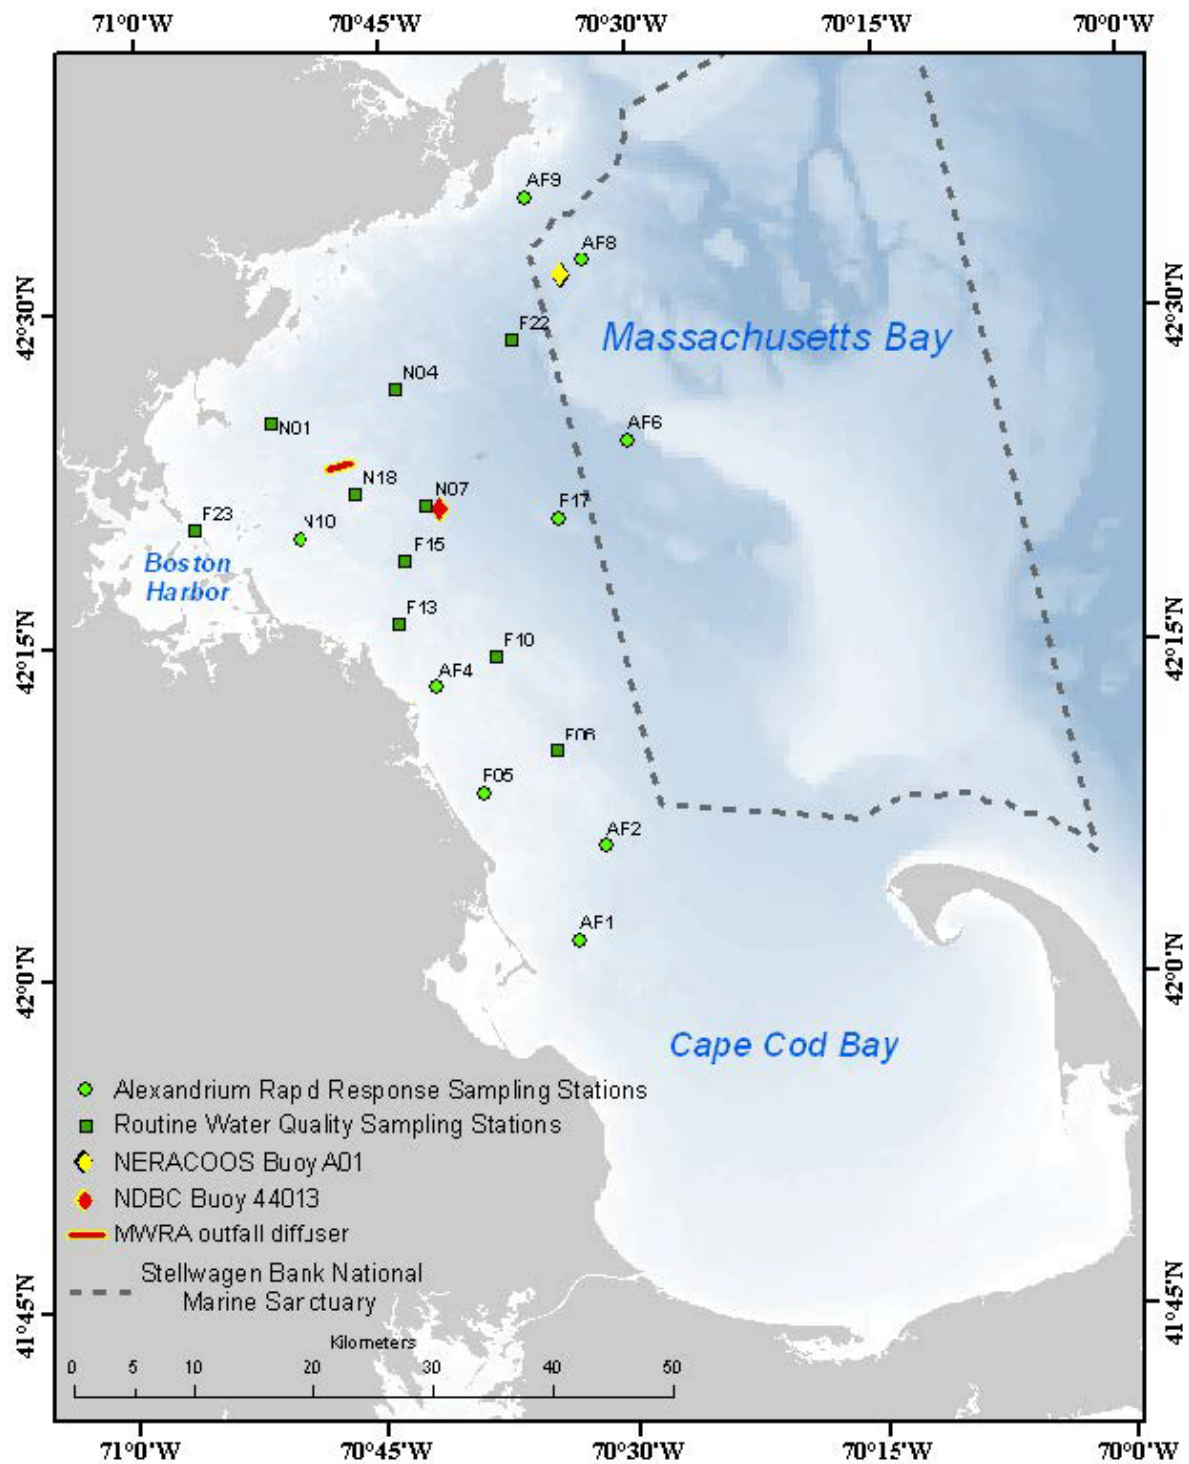 71°0'W 70°45'W 70°30'W 70°15'W 70°0'W
AF9
AF8
42°30'N 42°30'N
F22
Massachusetts Bay
N04
N01
AF6
N18
N07
F17
F23
N10
F15
Boston
Harbor
F13
F10
42°15'N 42°15'N
AF4
F06
F05
AF2
AF1
42°0'N 42°0'N
Cape Cod Bay
Alexandrium Rapd Response Sampling Stations
Routine Water Quality Sampling Stations
NERACOOS Buoy A01
NDBC Buoy 44013
MWRA outfall diffuser
Stellwagen Bank National
Marine Sarctuary
41°45'N 41°45'N
Kilometers
0 5 10 20 30 40 50
71°0'W 70°45'W 70°30'W 70°15'W 70°0'W